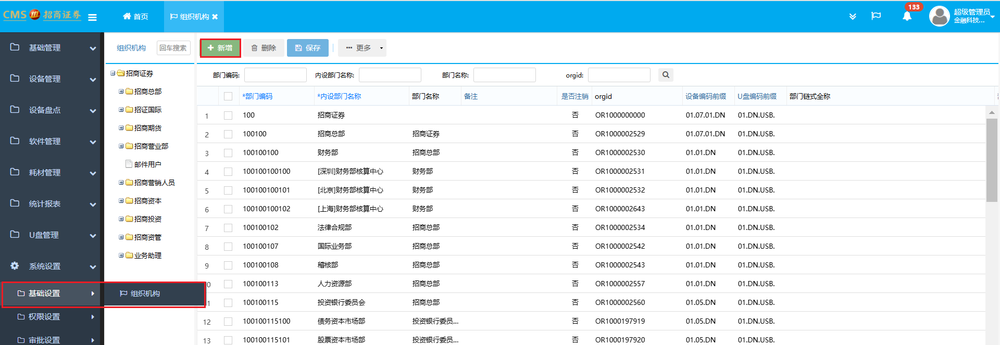 CMS 招商证券
首页
组织机构
133
超级管理员
金融科技...
基础管理
设备管理
设备盘点
软件管理
耗材管理
统计报表
U盘管理
系统设置
基础设置
权限设置
审批设置
组织机构
组织机构 回车搜索
招商证券
招商总部
招证国际
招商期货
招商营业部
邮件用户
招商营销人员
招商资本
招商投资
招商资管
业务助理
新增 删除 保存 更多
部门编码: 内设部门名称: 部门名称: orgid:
*部门编码 *内设部门名称 部门名称 备注 是否注销 orgid 设备编码前缀 U盘编码前缀 部门链式全称
1 100 招商证券 否 OR1000000000 01.07.01.DN 01.DN.USB.
2 100100 招商总部 招商证券 否 OR1000002529 01.07.01.DN 01.DN.USB.
3 100100100 财务部 招商总部 否 OR1000002530 01.01.DN 01.DN.USB.
4 100100100100 [深圳]财务部核算中心 财务部 否 OR1000002531 01.01.DN 01.DN.USB.
5 100100100101 [北京]财务部核算中心 财务部 否 OR1000002532 01.01.DN 01.DN.USB.
6 100100100102 [上海]财务部核算中心 财务部 否 OR1000002643 01.01.DN 01.DN.USB.
7 100100102 法律合规部 招商总部 否 OR1000002534 01.01.DN 01.DN.USB.
8 100100107 国际业务部 招商总部 否 OR1000002542 01.01.DN 01.DN.USB.
9 100100108 稽核部 招商总部 否 OR1000002543 01.01.DN 01.DN.USB.
0 100100113 人力资源部 招商总部 否 OR1000002557 01.01.DN 01.DN.USB.
1 100100115 投资银行委员会 招商总部 否 OR1000002560 01.05.DN 01.DN.USB.
12 100100115100 债务资本市场部 投资银行委员... 否 OR1000197919 01.05.DN 01.DN.USB.
13 100100115101 股票资本市场部 投资银行委员... 否 OR1000197920 01.05.DN 01.DN.USB.